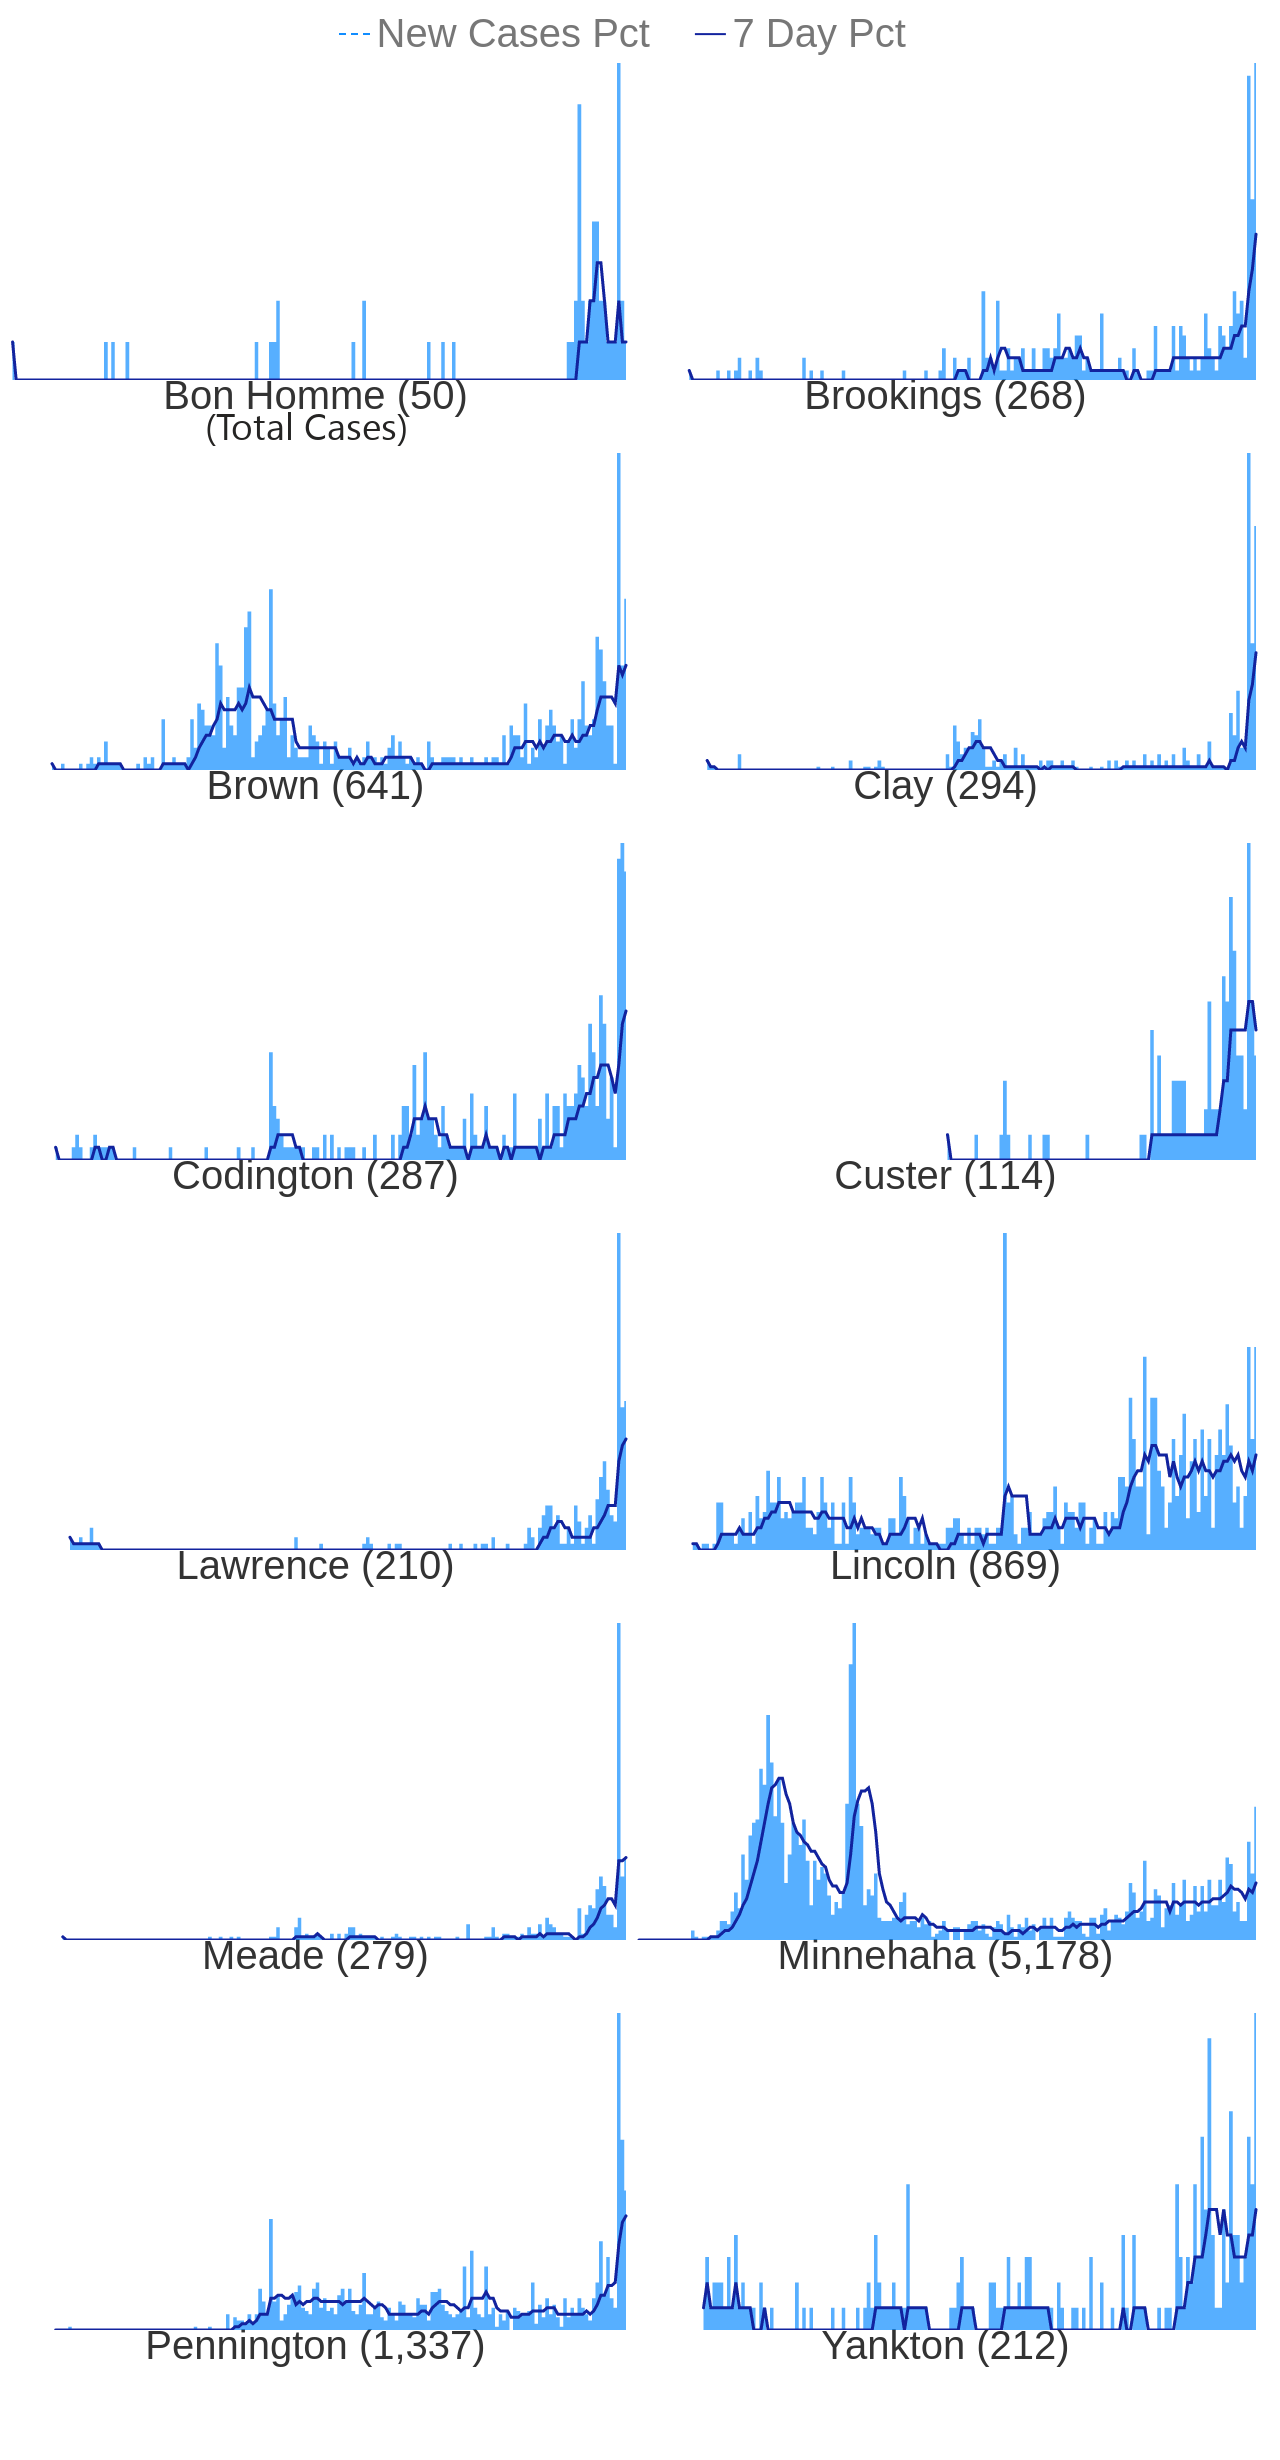 New Cases Pct 7 Day Pct
Bon Homme (50) Brookings (268)
(Total Cases)
Brown (641) Clay (294)
Codington (287) Custer (114)
Lawrence (210) Lincoln (869)
Meade (279) Minnehaha (5,178)
Pennington (1,337) Yankton (212)